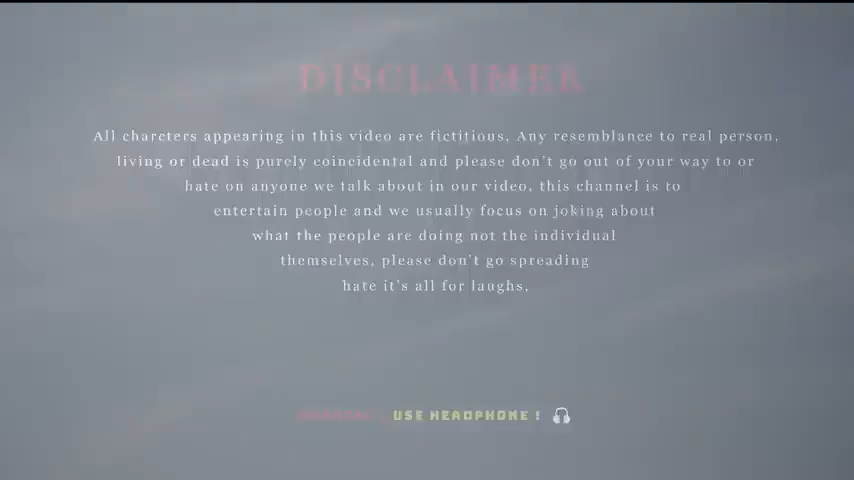 DISCLAIMER
All charcters appearing in this video are fictitious. Any resemblance to real person,
living or dead is purely coincidental and please don't go out of your way to or
hate on anyone we talk about in our video, this channel is to
entertain people and we usually focus on joking about
what the people are doing not the individual
themselves, please don't go spreading
hate it's all for laughs.
USE HEADPHONE !